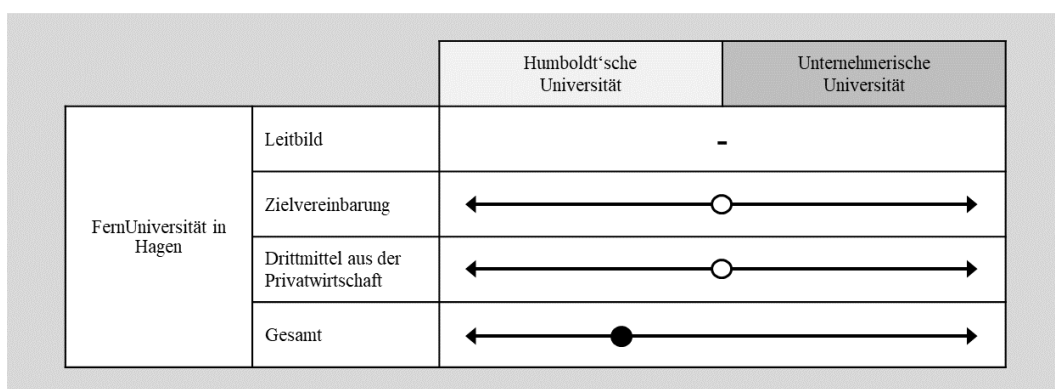 Humboldt‘sche
Universität
Unternehmerische
Universität
Leitbild
-
Zielvereinbarung
FernUniversität in
Hagen
Drittmittel aus der
Privatwirtschaft
Gesamt